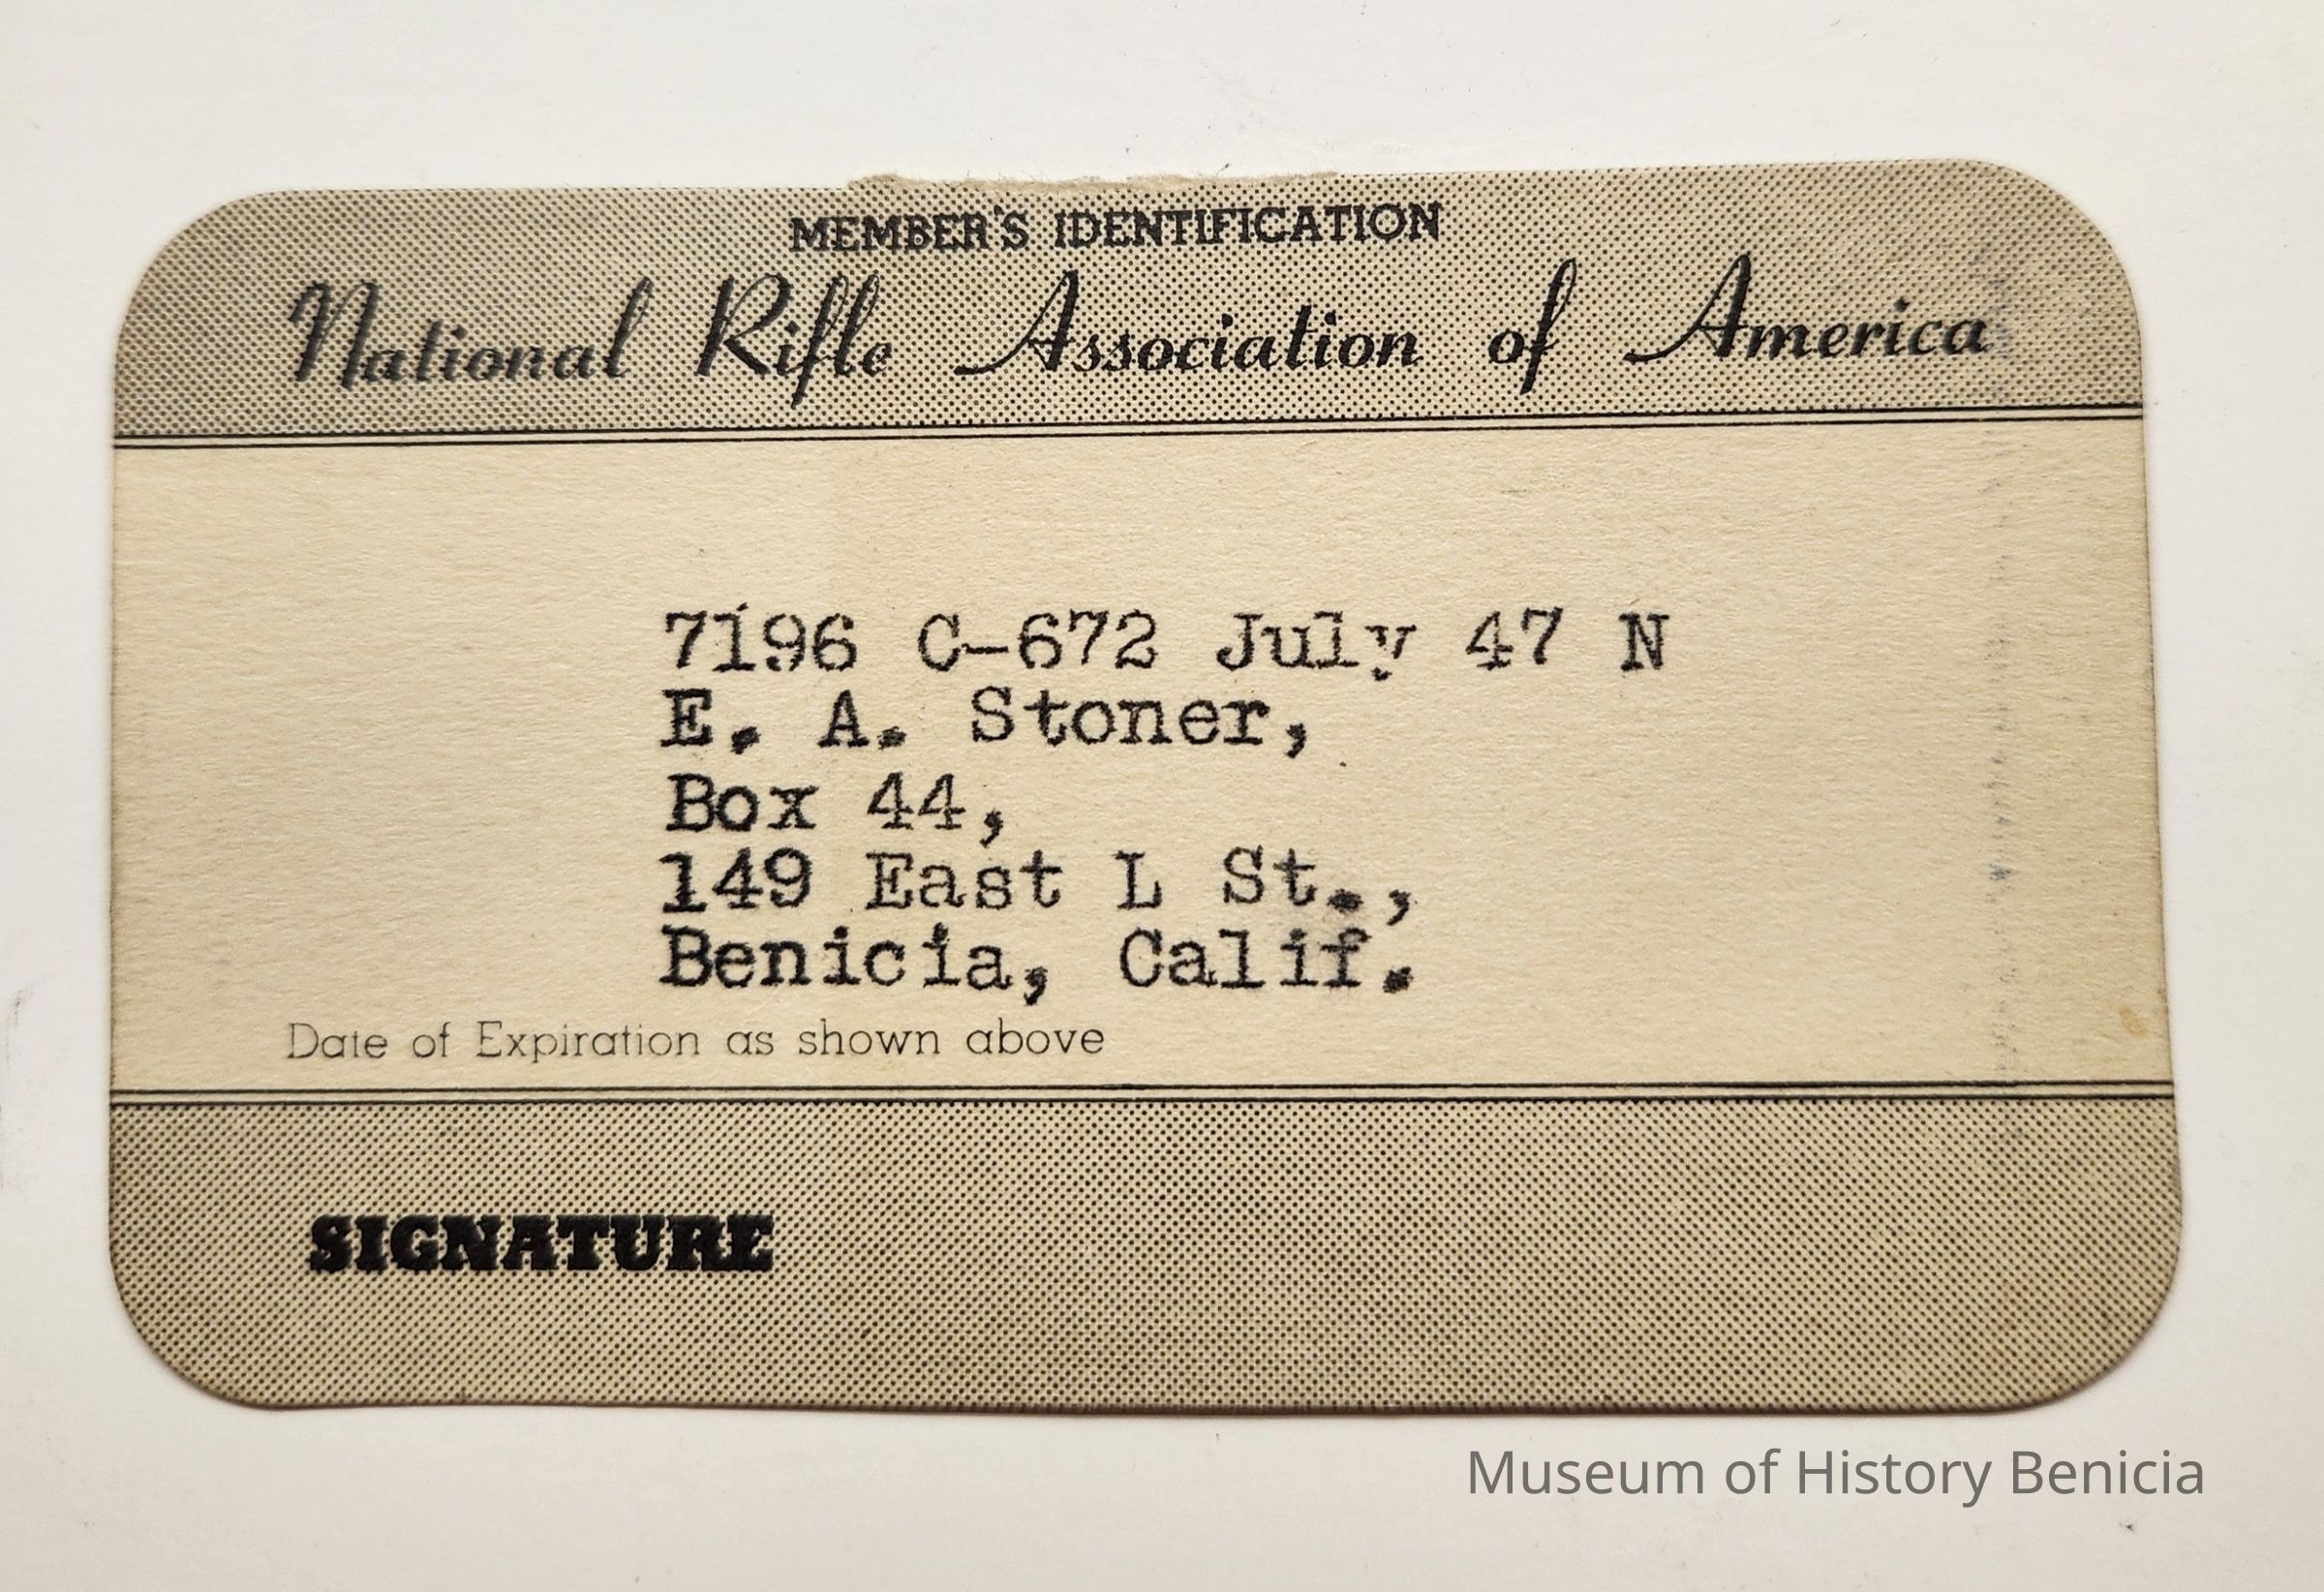 MEMBER'S IDENTIFICATION
National Rifle Association of America
7196 C-672 July 47 N
E. A. Stoner,
Box 44,
149 East L St.,
Benicia, Calif.
Date of Expiration as shown above
SIGNATURE
Museum of History Benicia